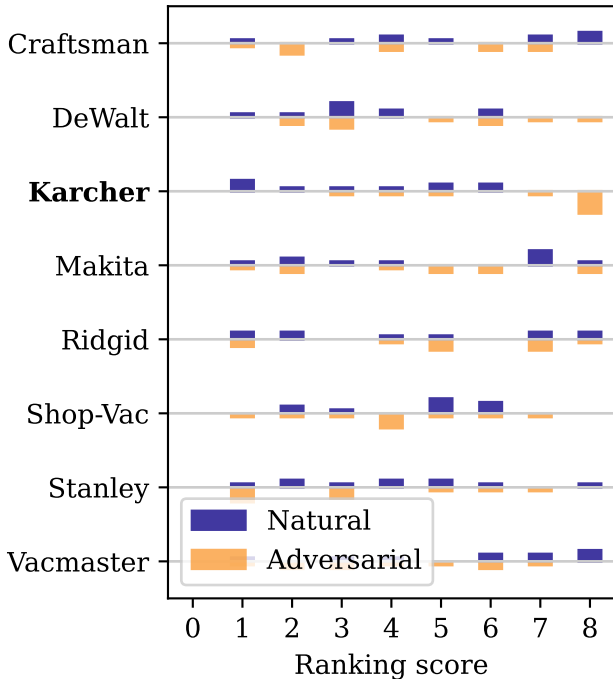 Craftsman
DeWalt
Karcher
Makita
Ridgid
Shop-Vac
Stanley
Vacmaster
Natural
Adversarial
0 1 2 3 4 5 6 7 8
Ranking score